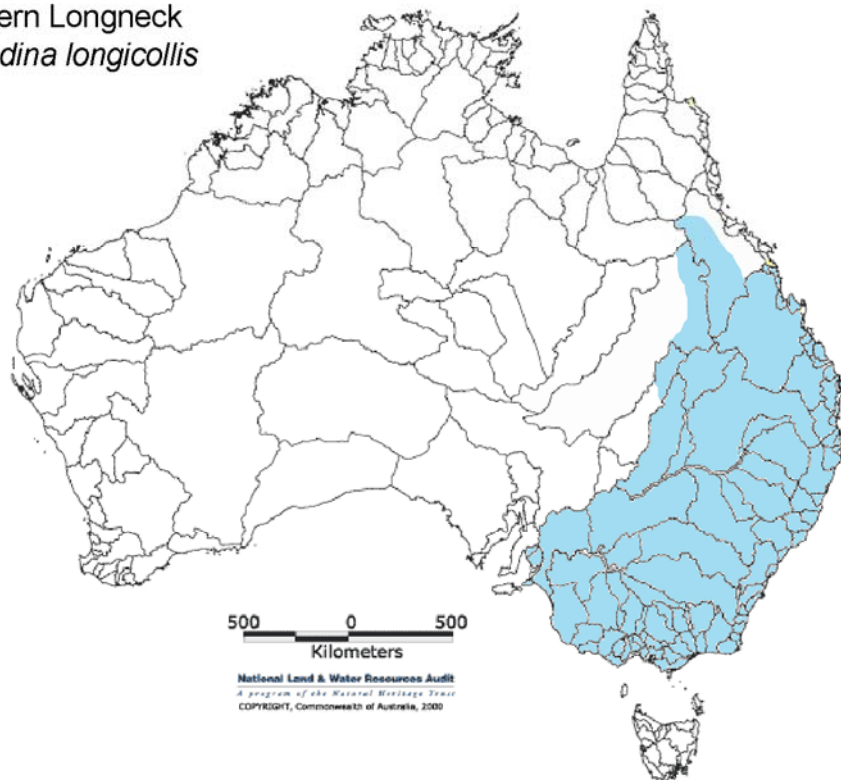 ern Longneck
dina longicollis
500 0 500
Kilometers
National Land & Water Resources Audit
A program of the Natural Heritage Trust
COPYRIGHT, Commonwealth of Australia, 2000